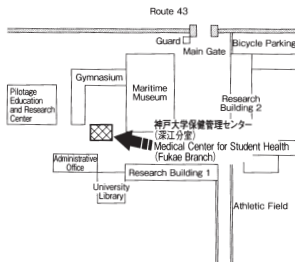 Route 43
Guard
Main Gate
Bicycle Parking
Gymnasium
Maritime
Museum
Pilotage
Education
and Research
Center
Research
Building 2
神戸大学保健管理センター
(深江分室)
Medical Center for Student Health
(Fukae Branch)
Administrative
Office
Research Building 1
University
Library
Athletic Field